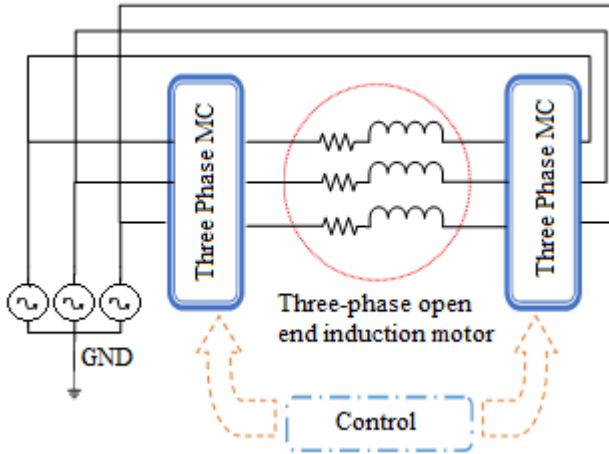 Three Phase MC
Three Phase MC
Three-phase open
end induction motor
GND
Control